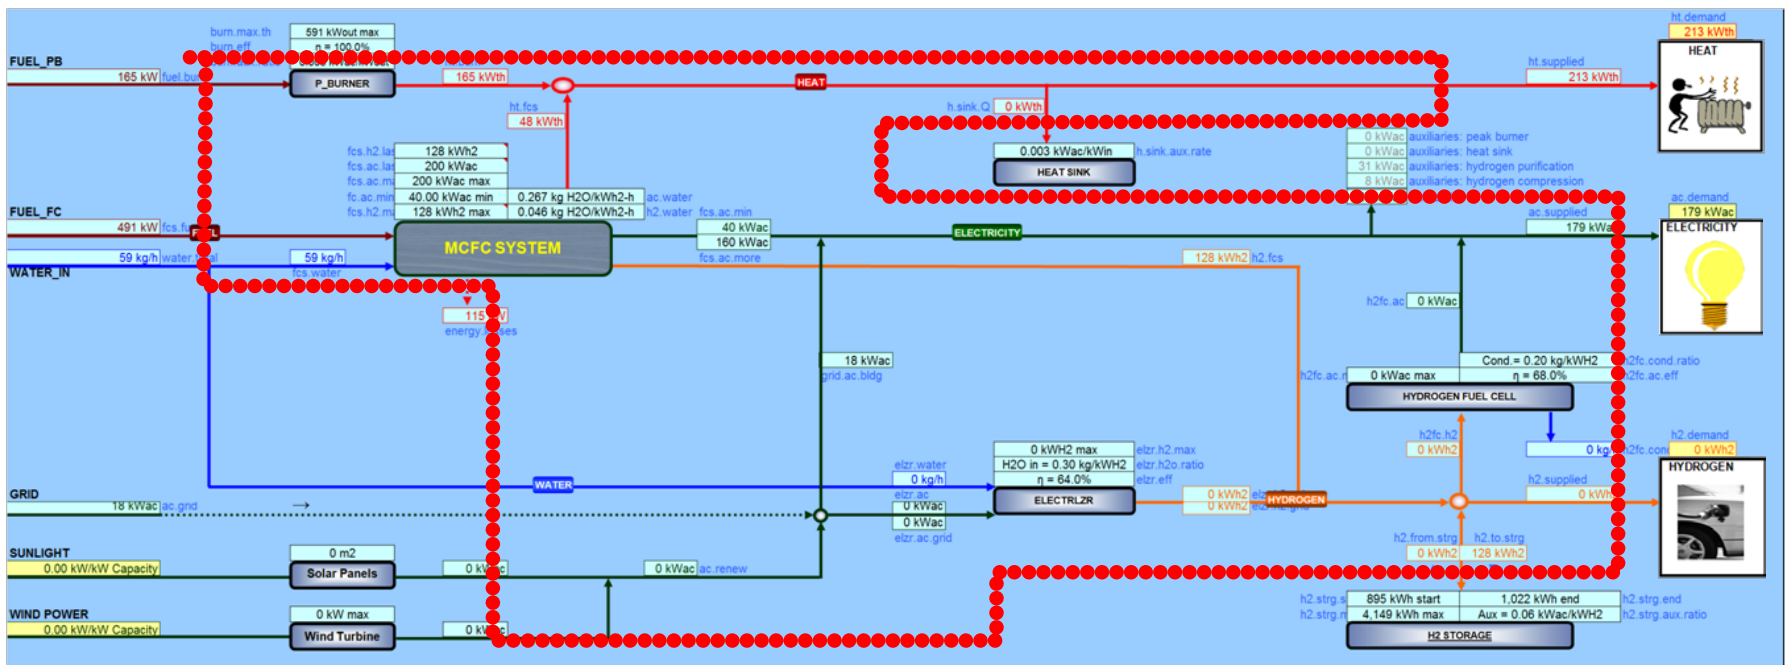 burn.max.th 591 kWout max
burn.eff η = 100.0%
ht.demand
213 kWth
HEAT
FUEL_PB
165 kW fuel.bur
P_BURNER
165 kWth
HEAT
ht.supplied
213 kWth
ht.fcs
48 kWth
h.sink.Q 0 kWth
0.003 kWac/kWin h.sink.aux.rate
HEAT SINK
0 kWac auxiliaries: peak burner
0 kWac auxiliaries: heat sink
31 kWac auxiliaries: hydrogen purification
8 kWac auxiliaries: hydrogen compression
fcs.h2.las 128 kWh2
fcs.ac.las 200 kWac
fcs.ac.ma 200 kWac max
fc.ac.min 40.00 kWac min 0.267 kg H2O/kWh2-h ac.water
fcs.h2.ma 128 kWh2 max 0.046 kg H2O/kWh2-h h2.water
FUEL_FC
491 kW fcs.fu
MCFC SYSTEM
fcs.ac.min
40 kWac
160 kWac
fcs.ac.more
ELECTRICITY
ac.supplied
179 kWa
ac.demand
179 kWac
ELECTRICITY
59 kg/h water.
59 kg/h
fcs.water
WATER_IN
128 kWh2 h2.fcs
115
energy.
h2fc.ac 0 kWac
18 kWac
grid.ac.bldg
Cond.= 0.20 kg/kWH2 h2fc.cond.ratio
h2fc.ac.r 0 kWac max η = 68.0% h2fc.ac.eff
HYDROGEN FUEL CELL
h2fc.h2
0 kWh2
0 kg h2fc.con
h2.demand
0 kWh2
HYDROGEN
0 kWH2 max elzr.h2.max
H2O in = 0.30 kg/kWH2 elzr.h2o.ratio
η = 64.0% elzr.eff
ELECTRLZR
WATER
elzr.water
0 kg/h
elzr.ac
0 kWac
0 kWac
elzr.ac.grid
0 kWh2
0 kWh2
HYDROGEN
h2.supplied
0 kWh
GRID
18 kWac ac.grid →
h2.from.strg h2.to.strg
0 kWh2 128 kWh2
SUNLIGHT
0.00 kW/kW Capacity
0 m2
Solar Panels
0 kWac
0 kWac ac.renew
WIND POWER
0.00 kW/kW Capacity
0 kW max
Wind Turbine
h2.strg.s 895 kWh start 1,022 kWh end h2.strg.end
h2.strg.r 4,149 kWh max Aux = 0.06 kWac/kWH2 h2.strg.aux.ratio
H2 STORAGE